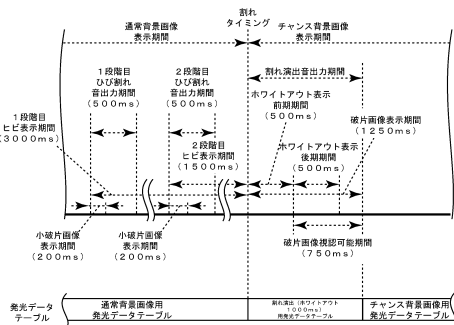 割れ
タイミング
通常背景画像
表示期間
チャンス背景画像
表示期間
1段階目
ひび割れ
音出力期間
(500ms)
2段階目
ひび割れ
音出力期間
(500ms)
割れ演出音出力期間
ホワイトアウト表示
前期期間
(500ms)
1段階目
ヒビ表示期間
(3000ms)
破片画像表示期間
(1250ms)
2段階目
ヒビ表示期間
(1500ms)
ホワイトアウト表示
後期期間
(500ms)
小破片画像
表示期間
(200ms)
小破片画像
表示期間
(200ms)
破片画像視認可能期間
(750ms)
発光データ
テーブル
通常背景画像用
発光データテーブル
割れ演出(ホワイトアウト
1000ms)
用発光データテーブル
チャンス背景画像用
発光データテーブル